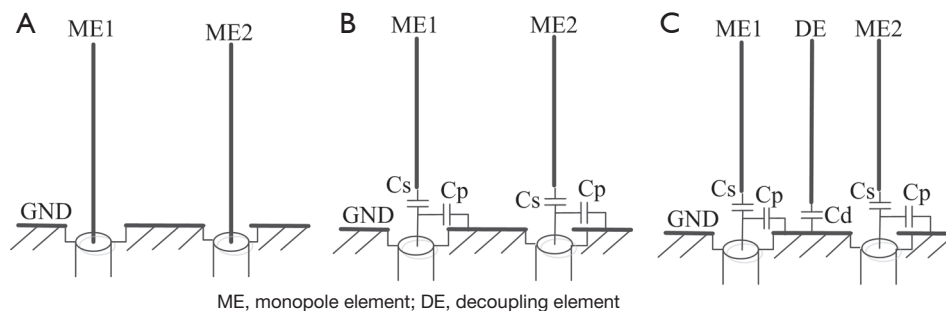 A
ME1
ME2
GND
B
ME1
ME2
Cs
Cp
Cs
Cp
GND
C
ME1
DE
ME2
Cs
Cp
Cd
Cs
Cp
GND
ME, monopole element; DE, decoupling element